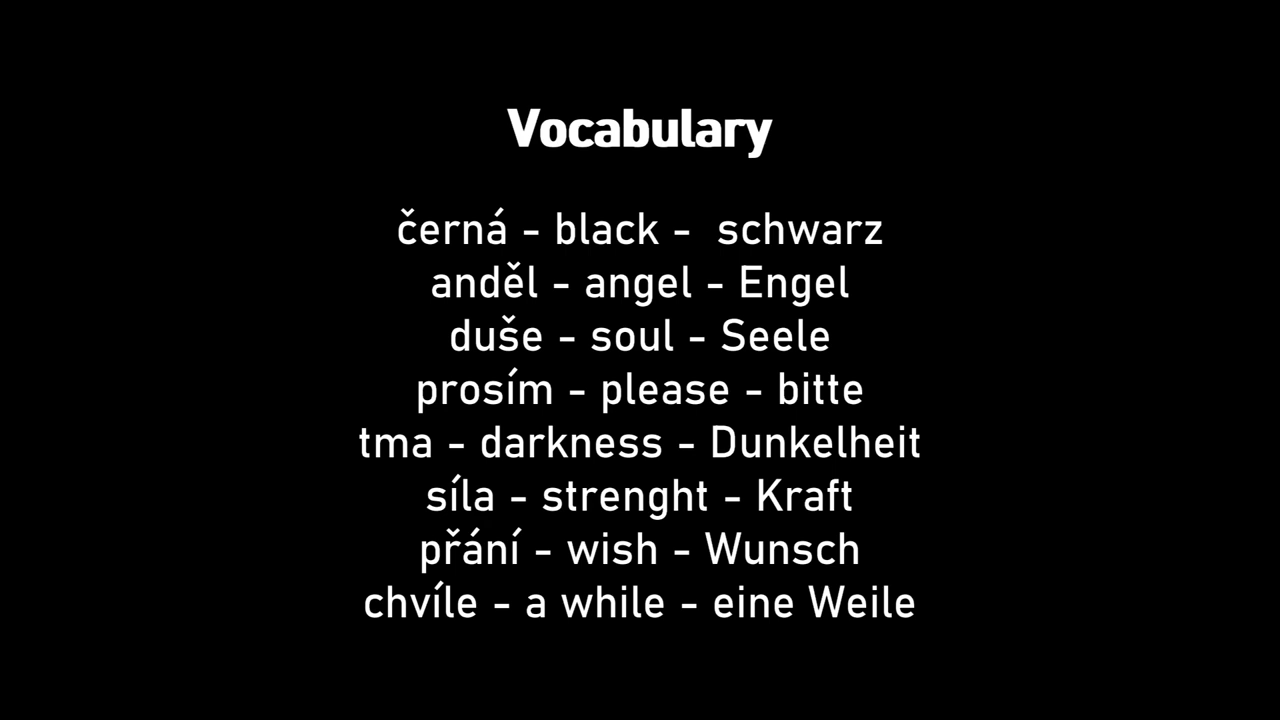 Vocabulary
černá - black - schwarz
anděl - angel - Engel
duše - soul - Seele
prosím - please - bitte
tma - darkness - Dunkelheit
síla - strenght - Kraft
přání - wish - Wunsch
chvíle - a while - eine Weile